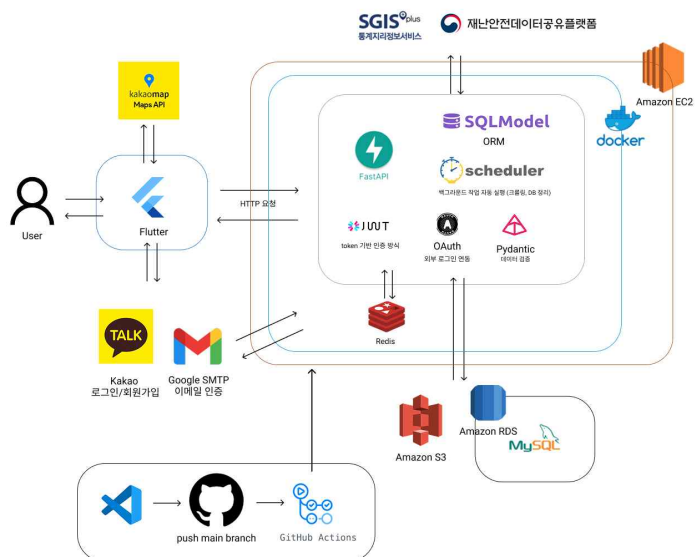 SGIS plus
통계지리정보서비스
재난안전데이터공유플랫폼
kakaomap
Maps API
Amazon EC2
docker
SQLModel
ORM
FastAPI
scheduler
백그라운드 작업 자동 실행 (크롤링, DB 정리)
HTTP 요청
User
Flutter
JWT
token 기반 인증 방식
A
OAuth
외부 로그인 연동
Pydantic
데이터 검증
Redis
TALK
Kakao
로그인/회원가입
Google SMTP
이메일 인증
Amazon S3
Amazon RDS
MySQL
push main branch
GitHub Actions